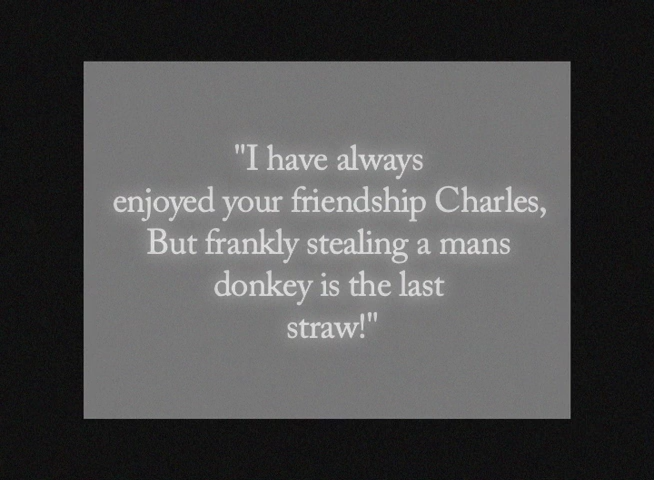 "I have always
enjoyed your friendship Charles,
But frankly stealing a mans
donkey is the last
straw!"